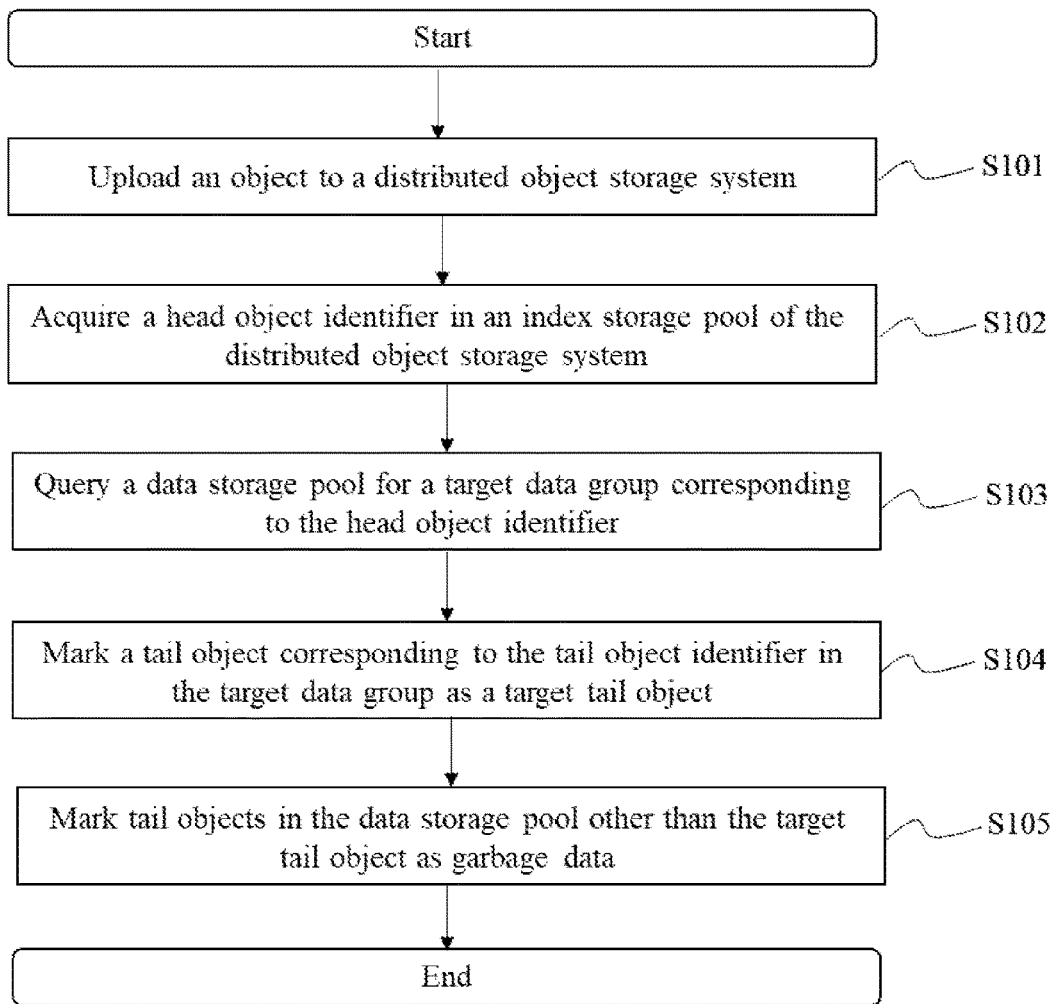 Start
Upload an object to a distributed object storage system
S101
Acquire a head object identifier in an index storage pool of the
distributed object storage system
S102
Query a data storage pool for a target data group corresponding
to the head object identifier
S103
Mark a tail object corresponding to the tail object identifier in
the target data group as a target tail object
S104
Mark tail objects in the data storage pool other than the target
tail object as garbage data
S105
End